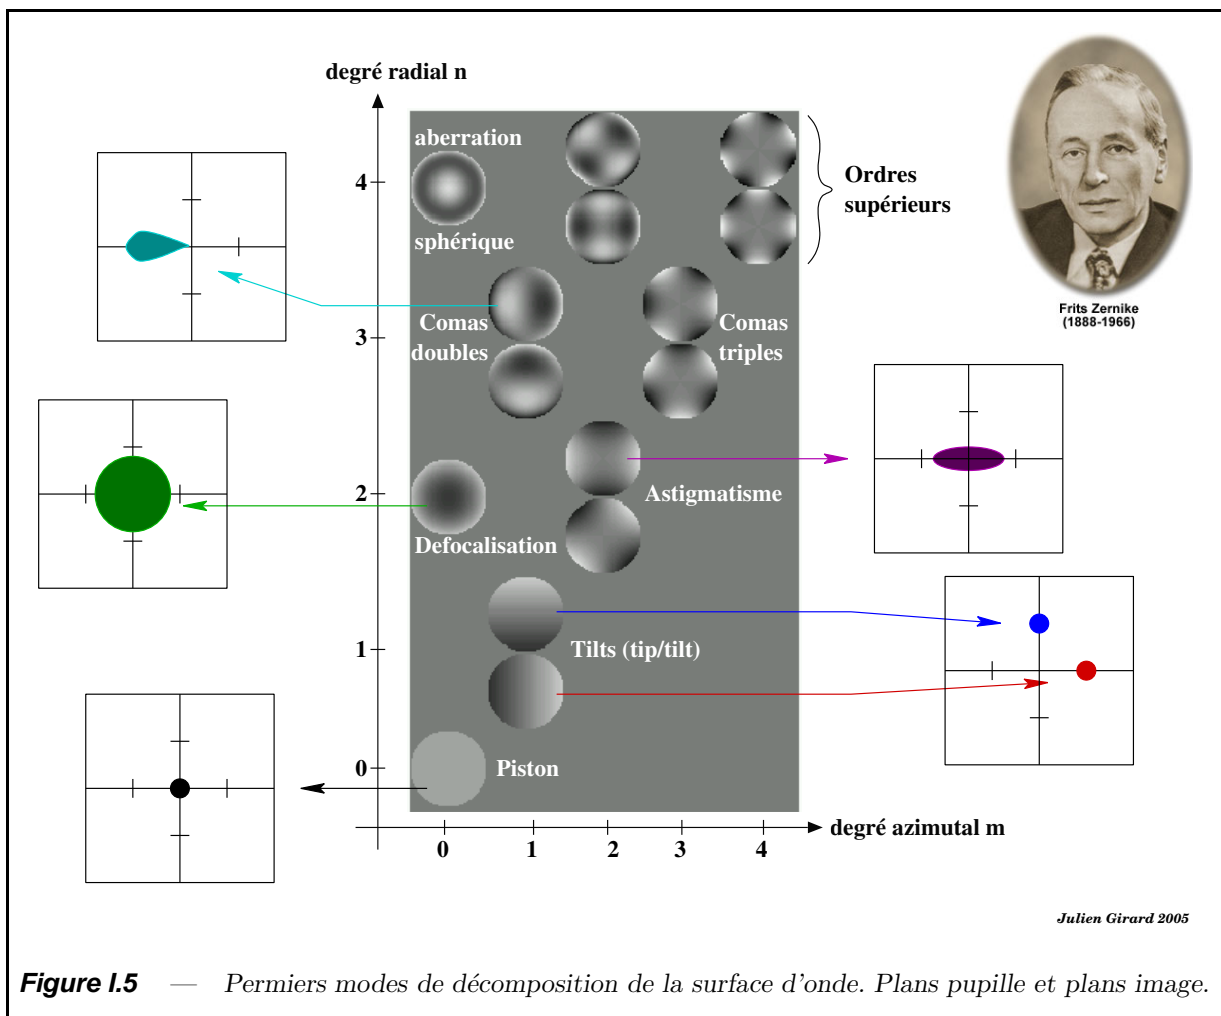 degré radial n
aberration
4
sphérique
Ordres
supérieurs
Frits Zernike
(1888-1966)
3
Comas
doubles
Comas
triples
2
Astigmatisme
Defocalisation
1
Tilts (tip/tilt)
0
Piston
degré azimutal m
0 1 2 3 4
Julien Girard 2005
Figure I.5 — Permiers modes de décomposition de la surface d'onde. Plans pupille et plans image.